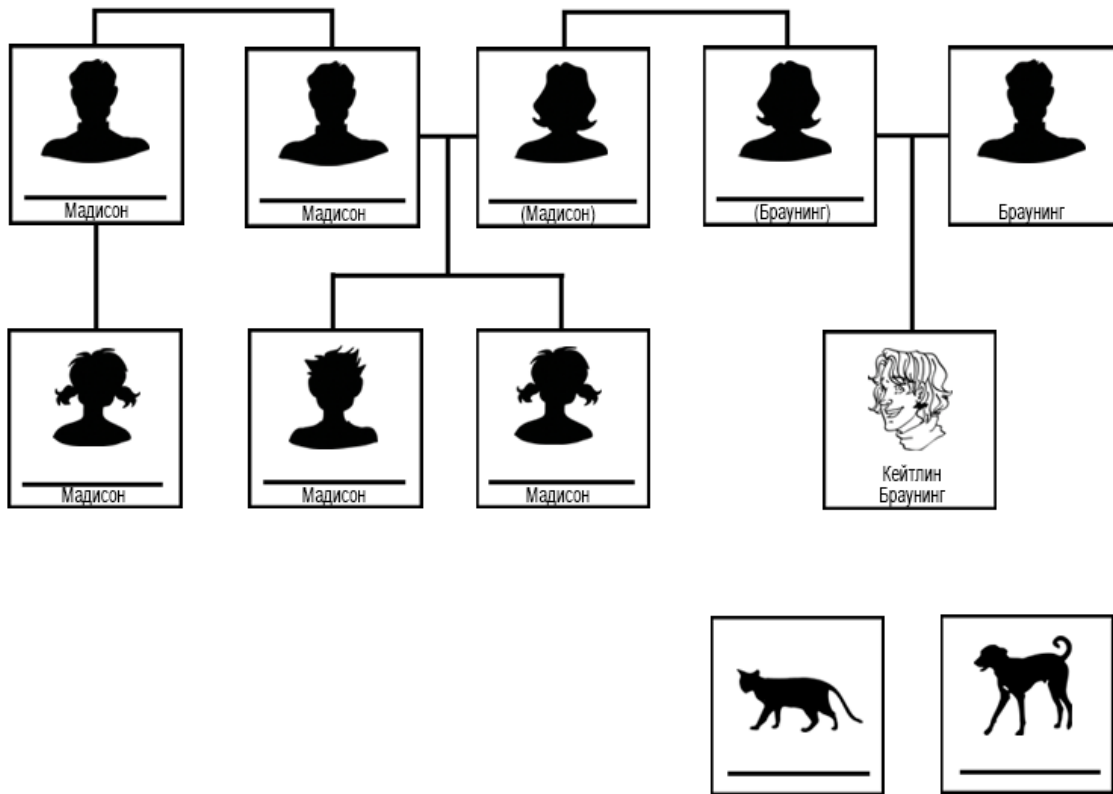 Мадисон
Мадисон
(Мадисон)
(Браунинг)
Браунинг
Мадисон
Мадисон
Мадисон
Кейтлин
Браунинг